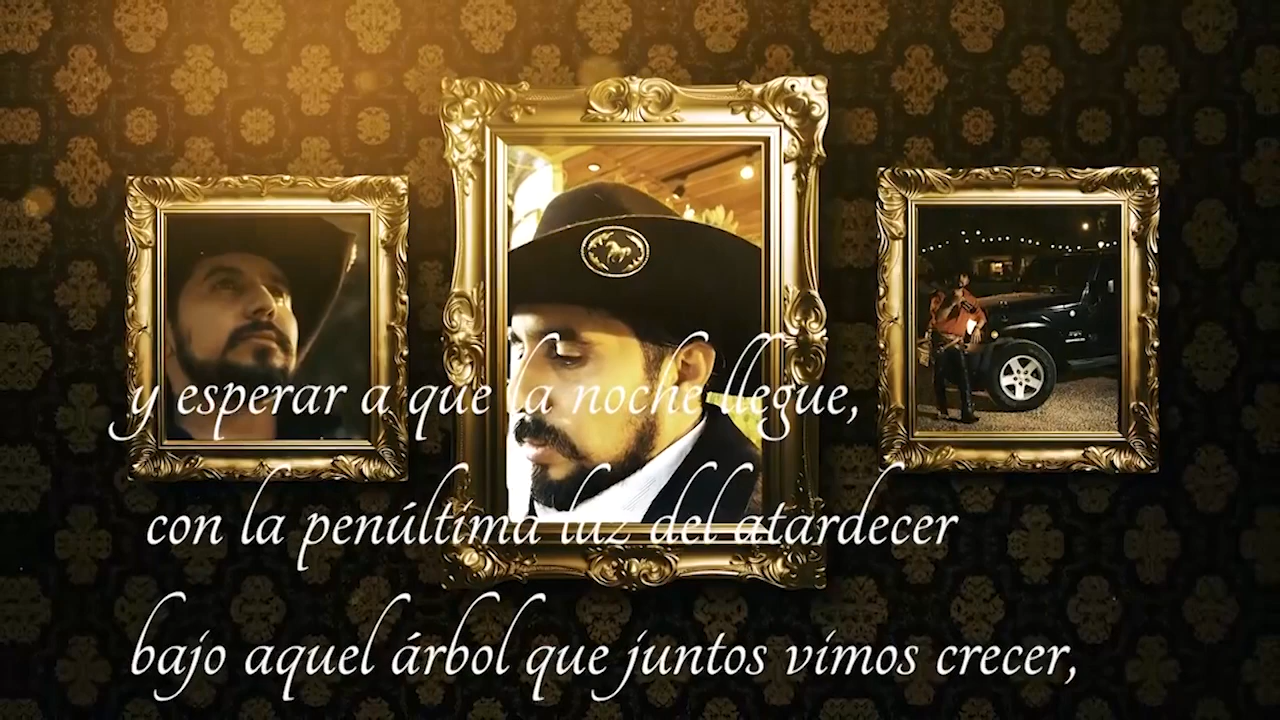 y esperar a que la noche llegue,
con la penúltima luz del atardecer
bajo aquel árbol que juntos vimos crecer,